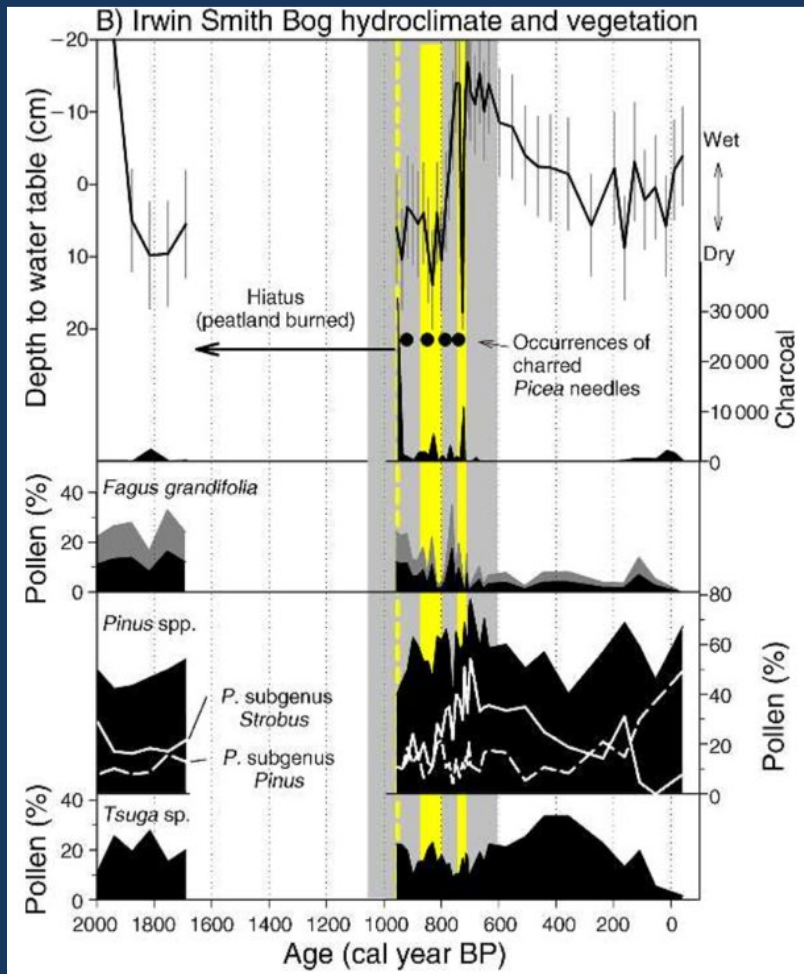 B) Irwin Smith Bog hydroclimate and vegetation
Depth to water table (cm)
-20
-10
0
10
20
Wet
Dry
Hiatus
(peatland burned)
Occurrences of
charred
Picea needles
30 000
20 000
10 000
0
Charcoal
Pollen (%)
40
20
0
Fagus grandifolia
Pinus spp.
P. subgenus
Strobus
P. subgenus
Pinus
80
60
40
20
0
Pollen (%)
Pollen (%)
40
20
0
Tsuga sp.
2000 1800 1600 1400 1200 1000 800 600 400 200 0
Age (cal year BP)